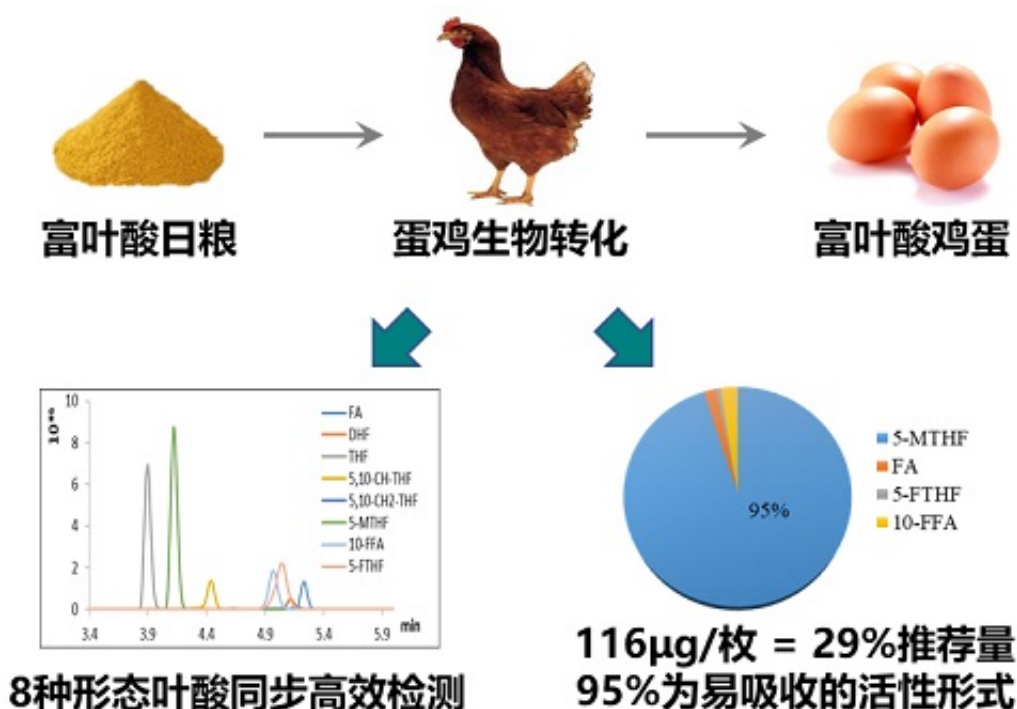 富叶酸日粮
蛋鸡生物转化
富叶酸鸡蛋
10^6
10
8
6
4
2
0
3.4 3.9 4.4 4.9 5.4 5.9 min
FA
DHF
THF
5,10-CH-THF
5,10-CH2-THF
5-MTHF
10-FFA
5-FTHF
8种形态叶酸同步高效检测
95%
5-MTHF
FA
5-FTHF
10-FFA
116μg/枚 = 29%推荐量
95%为易吸收的活性形式